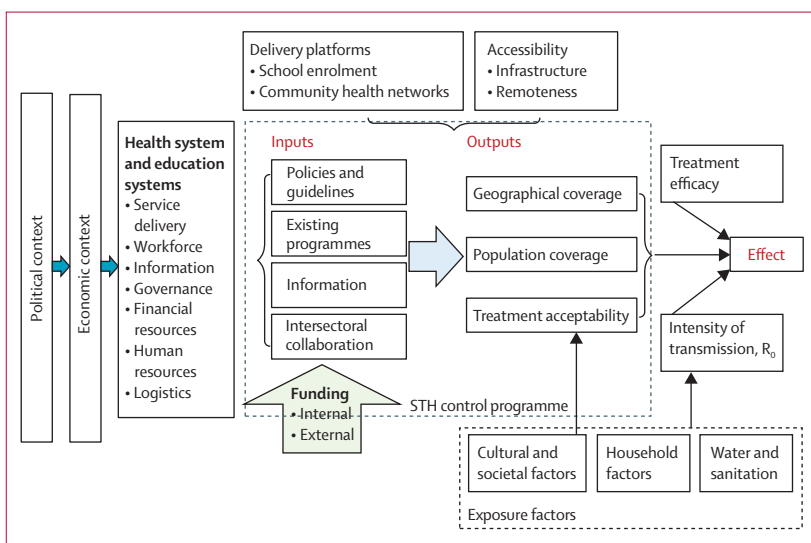 Political context
Economic context
Health system
and education
systems
• Service
delivery
• Workforce
• Information
• Governance
• Financial
resources
• Human
resources
• Logistics
Delivery platforms
• School enrolment
• Community health networks
Accessibility
• Infrastructure
• Remoteness
Inputs
Policies and
guidelines
Existing
programmes
Information
Intersectoral
collaboration
Funding
• Internal
• External
Outputs
Geographical coverage
Population coverage
Treatment acceptability
STH control programme
Treatment
efficacy
Effect
Intensity of
transmission, R₀
Cultural and
societal factors
Household
factors
Water and
sanitation
Exposure factors